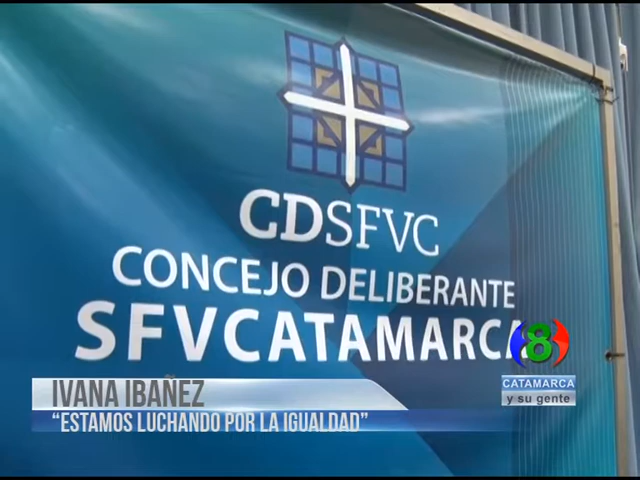 CDSFVC
CONCEJO DELIBERANTE
SFVCATAMARCA
8
CATAMARCA
y su gente
IVANA IBAÑEZ
“ESTAMOS LUCHANDO POR LA IGUALDAD”